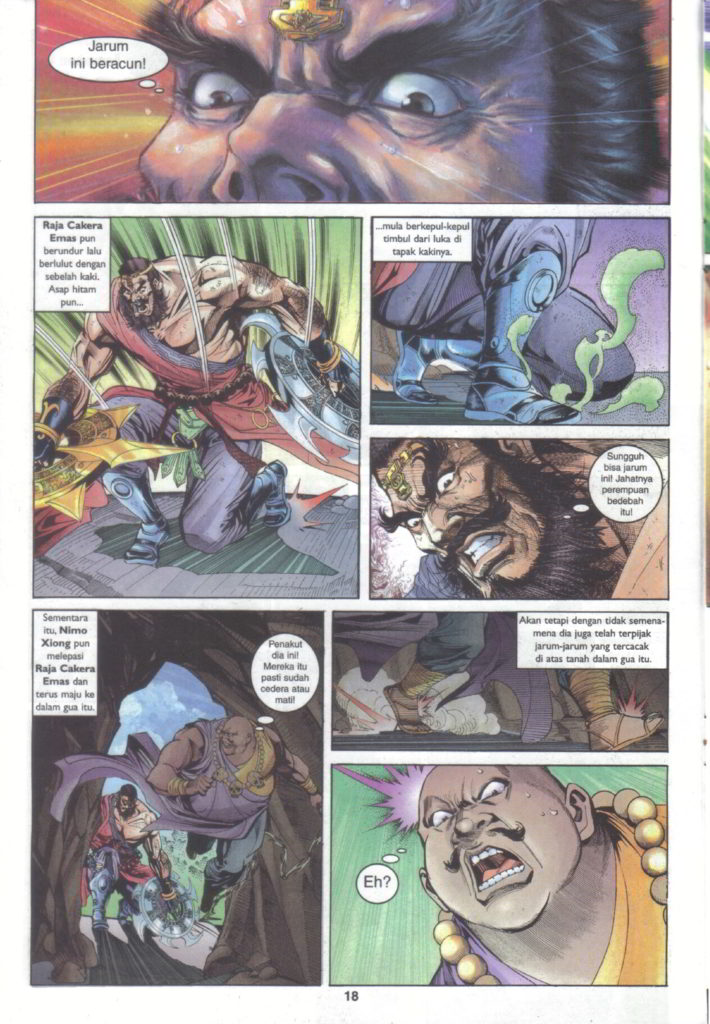 Jarum
ini beracun!
Raja Cakera
Emas pun
berundur lalu
berlutut dengan
sebelah kaki.
Asap hitam
pun...
...mula berkepul-kepul
timbul dari luka di
tapak kakinya.
Sungguh
bisa jarum
ini! Jahatnya
perempuan
bedebah
itu!
Sementara
itu, Nimo
Xiong pun
melepasi
Raja Cakera
Emas dan
terus maju ke
dalam gua itu.
Penakut
dia ini!
Mereka itu
pasti sudah
cedera atau
mati!
Akan tetapi dengan tidak semena-
mena dia juga telah terpijak
jarum-jarum yang tercacak
di atas tanah dalam gua itu.
Eh?
18